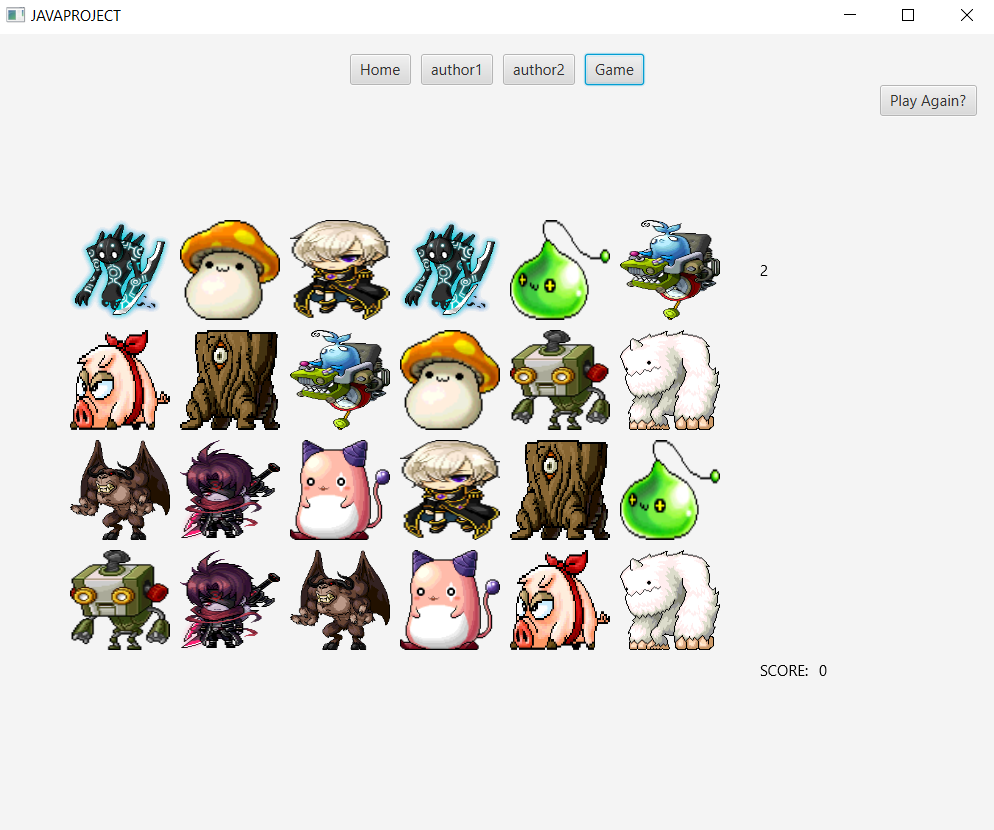 JAVAPROJECT
Home author1 author2 Game
Play Again?
2
SCORE: 0